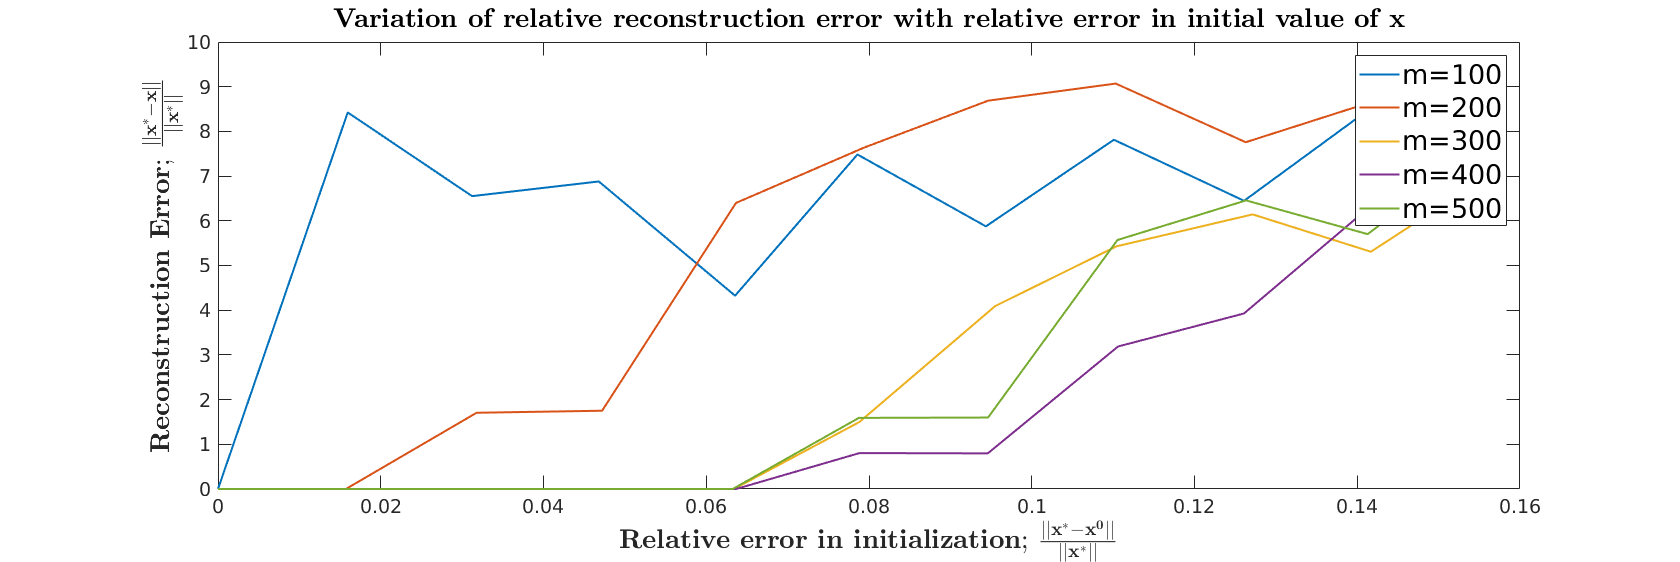 Variation of relative reconstruction error with relative error in initial value of x
Reconstruction Error; ||x*−x|| / ||x*||
10
9
8
7
6
5
4
3
2
1
0
m=100
m=200
m=300
m=400
m=500
0 0.02 0.04 0.06 0.08 0.1 0.12 0.14 0.16
Relative error in initialization; ||x*−x⁰|| / ||x*||